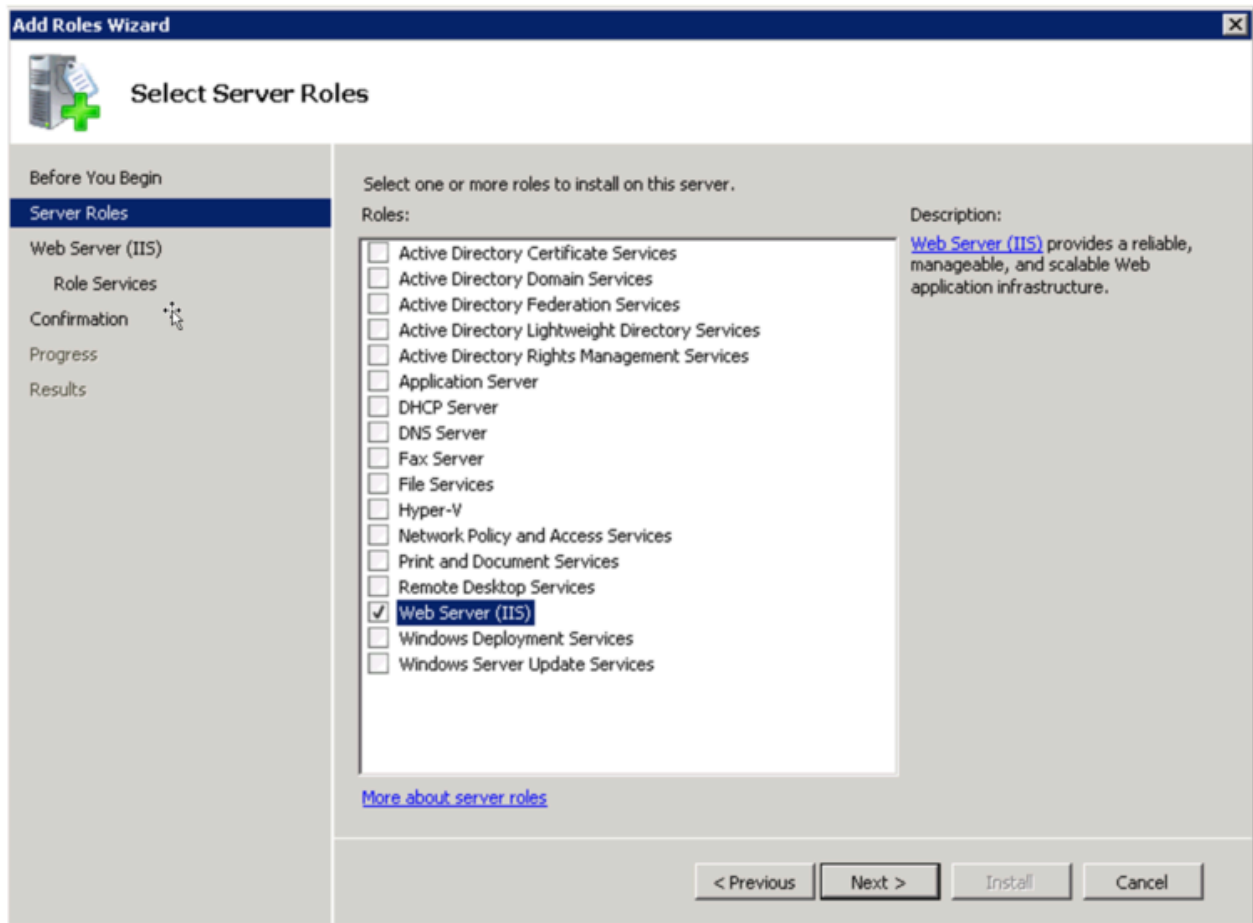 Add Roles Wizard
Select Server Roles
Before You Begin
Server Roles
Web Server (IIS)
Role Services
Confirmation
Progress
Results
Select one or more roles to install on this server.
Roles:
Active Directory Certificate Services
Active Directory Domain Services
Active Directory Federation Services
Active Directory Lightweight Directory Services
Active Directory Rights Management Services
Application Server
DHCP Server
DNS Server
Fax Server
File Services
Hyper-V
Network Policy and Access Services
Print and Document Services
Remote Desktop Services
Web Server (IIS)
Windows Deployment Services
Windows Server Update Services
More about server roles
Description:
Web Server (IIS) provides a reliable,
manageable, and scalable Web
application infrastructure.
< Previous
Next >
Install
Cancel